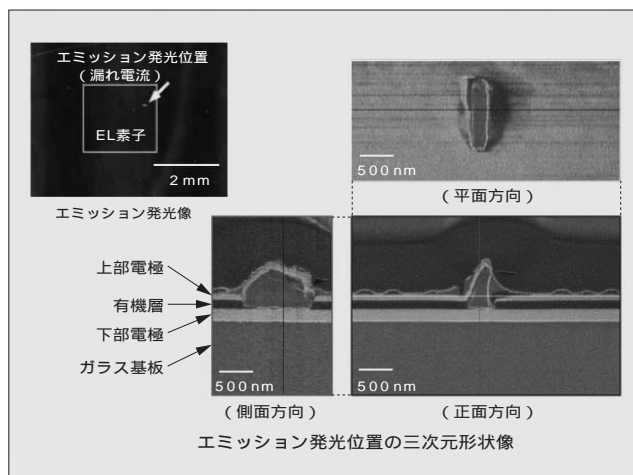 エミッション発光位置
(漏れ電流)
EL素子
2mm
エミッション発光像
500nm
(平面方向)
上部電極
有機層
下部電極
ガラス基板
500nm
(側面方向)
500nm
(正面方向)
エミッション発光位置の三次元形状像